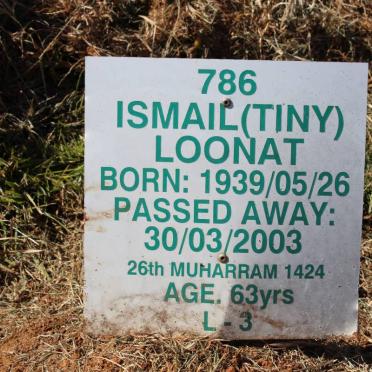 786
ISMAIL(TINY)
LOONAT
BORN: 1939/05/26
PASSED AWAY:
30/03/2003
26th MUHARRAM 1424
AGE. 63yrs
L - 3